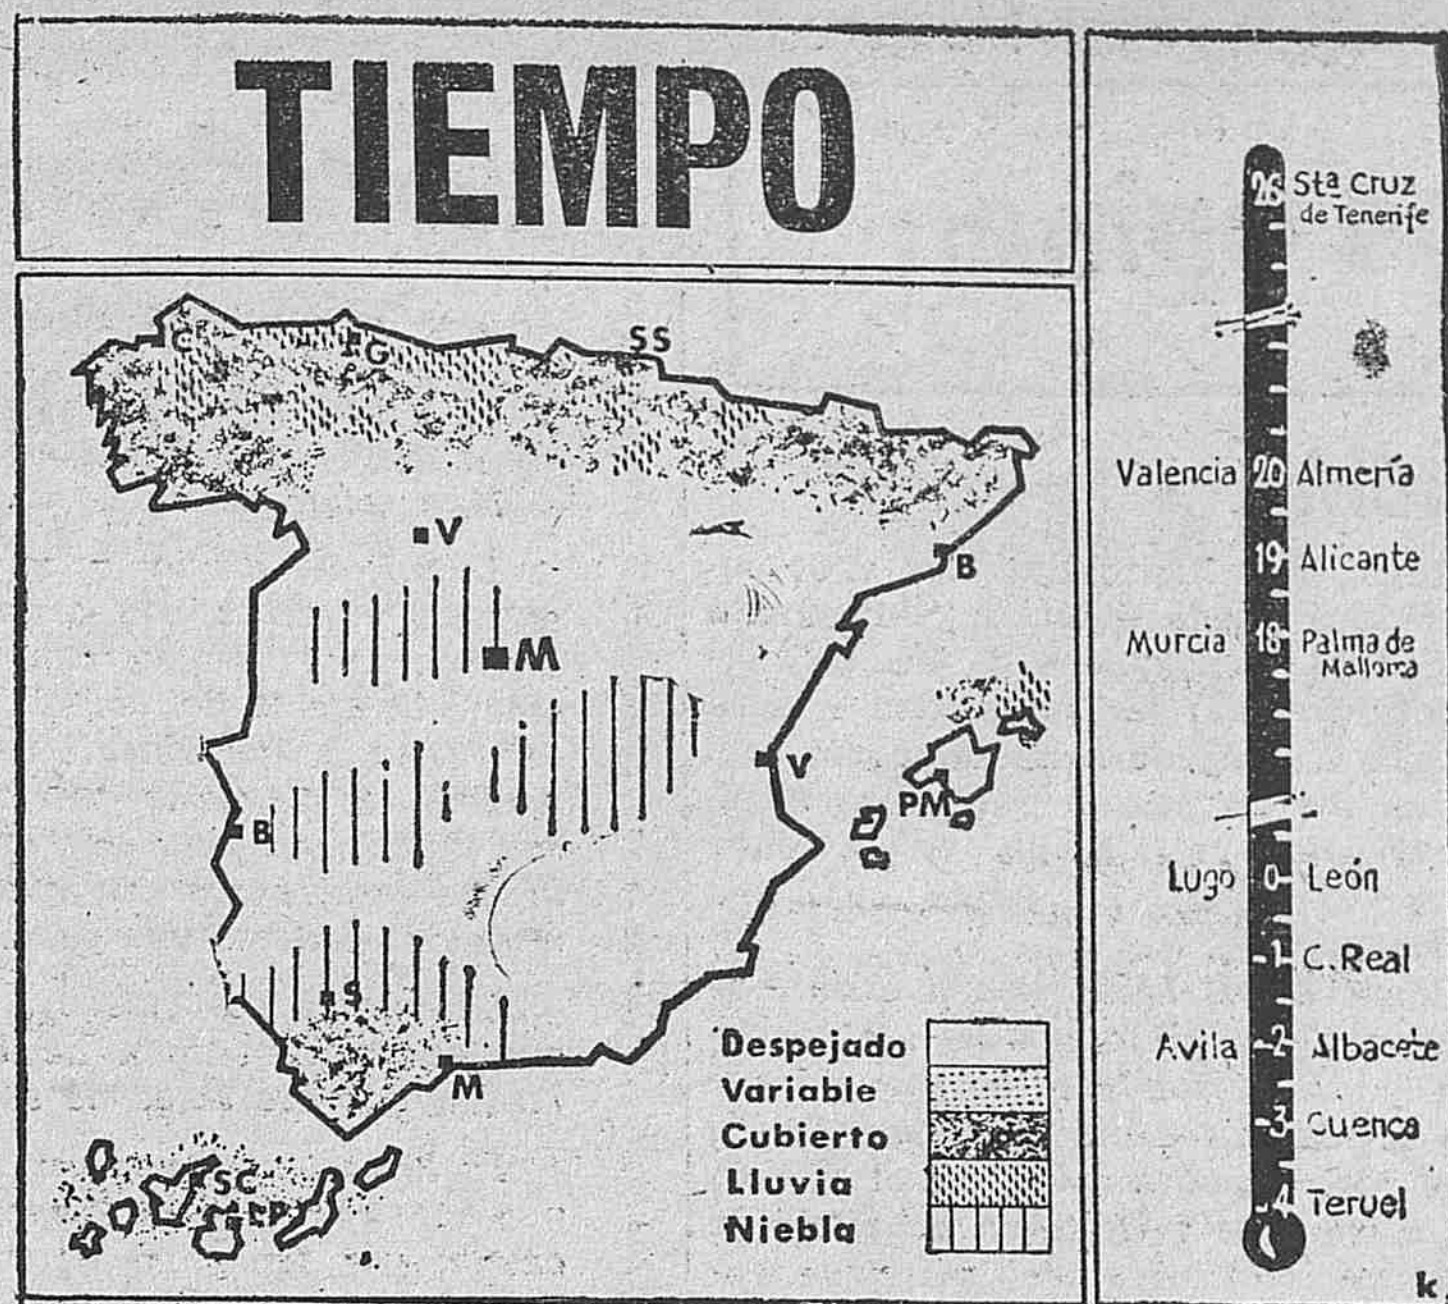 TIEMPO
C
G
SS
V
B
M
V
PM
B
S
M
SC
LP
Despejado
Variable
Cubierto
Lluvia
Niebla
26 Stª Cruz
de Tenerife
Valencia 20 Almería
19 Alicante
Murcia 18 Palma de
Mallorca
Lugo 0 León
-1 C.Real
Avila -2 Albacete
-3 Cuenca
-4 Teruel
k